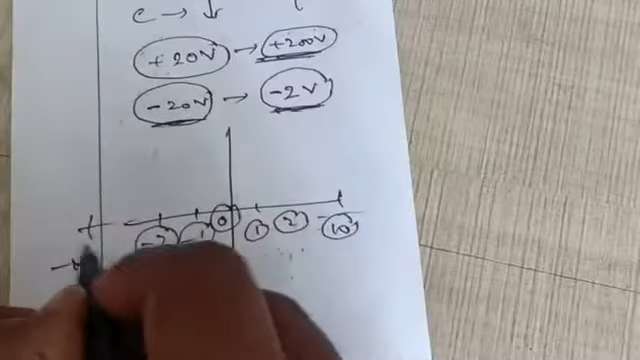 e → ↓
+20V → +200V
-20V → -2V
-2 -1 0 1 2 10